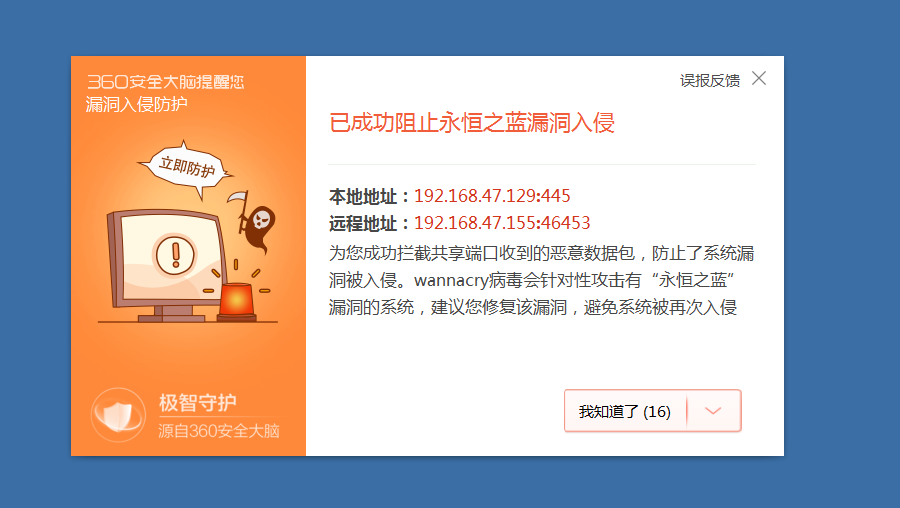 360安全大脑提醒您
漏洞入侵防护
立即防护
极智守护
源自360安全大脑
误报反馈
已成功阻止永恒之蓝漏洞入侵
本地地址：192.168.47.129:445
远程地址：192.168.47.155:46453
为您成功拦截共享端口收到的恶意数据包，防止了系统漏
洞被入侵。wannacry病毒会针对性攻击有“永恒之蓝”
漏洞的系统，建议您修复该漏洞，避免系统被再次入侵
我知道了 (16)